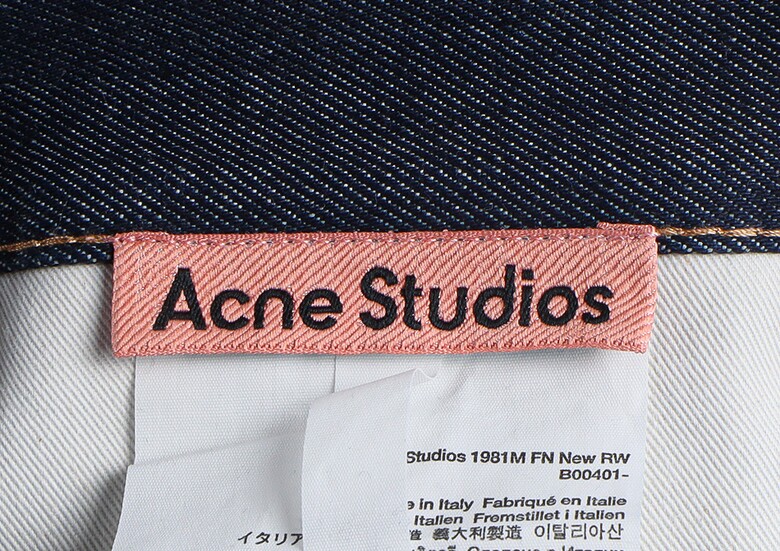 Acne Studios
Studios 1981M FN New RW
B00401-
in Italy Fabriqué en Italie
Italien Fremstillet i Italien
義大利製造 이탈리아산
イタリア